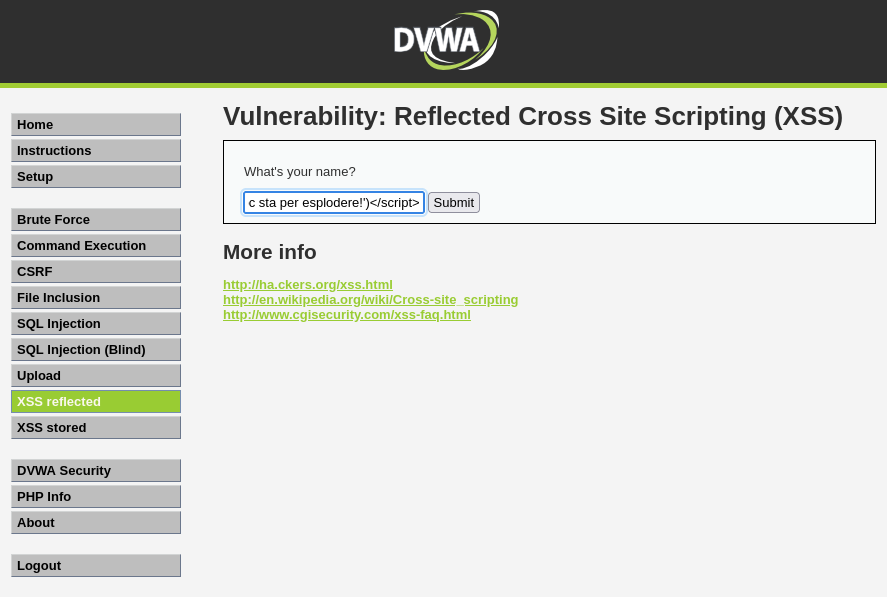 DVWA
Vulnerability: Reflected Cross Site Scripting (XSS)
Home
Instructions
Setup
Brute Force
Command Execution
CSRF
File Inclusion
SQL Injection
SQL Injection (Blind)
Upload
XSS reflected
XSS stored
DVWA Security
PHP Info
About
Logout
What's your name?
c sta per esplodere!')</script> Submit
More info
http://ha.ckers.org/xss.html
http://en.wikipedia.org/wiki/Cross-site_scripting
http://www.cgisecurity.com/xss-faq.html